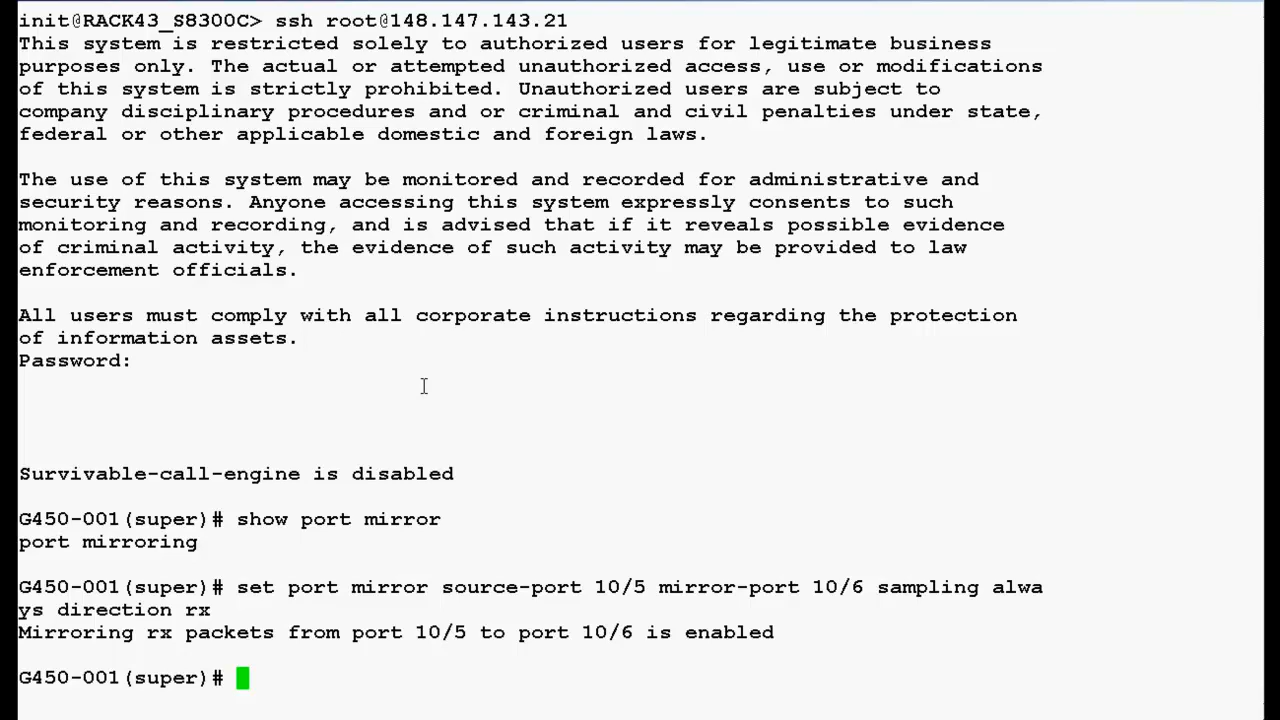 init@RACK43_S8300C> ssh root@148.147.143.21
This system is restricted solely to authorized users for legitimate business
purposes only. The actual or attempted unauthorized access, use or modifications
of this system is strictly prohibited. Unauthorized users are subject to
company disciplinary procedures and or criminal and civil penalties under state,
federal or other applicable domestic and foreign laws.
The use of this system may be monitored and recorded for administrative and
security reasons. Anyone accessing this system expressly consents to such
monitoring and recording, and is advised that if it reveals possible evidence
of criminal activity, the evidence of such activity may be provided to law
enforcement officials.
All users must comply with all corporate instructions regarding the protection
of information assets.
Password:
Survivable-call-engine is disabled
G450-001(super)# show port mirror
port mirroring
G450-001(super)# set port mirror source-port 10/5 mirror-port 10/6 sampling alwa
ys direction rx
Mirroring rx packets from port 10/5 to port 10/6 is enabled
G450-001(super)#